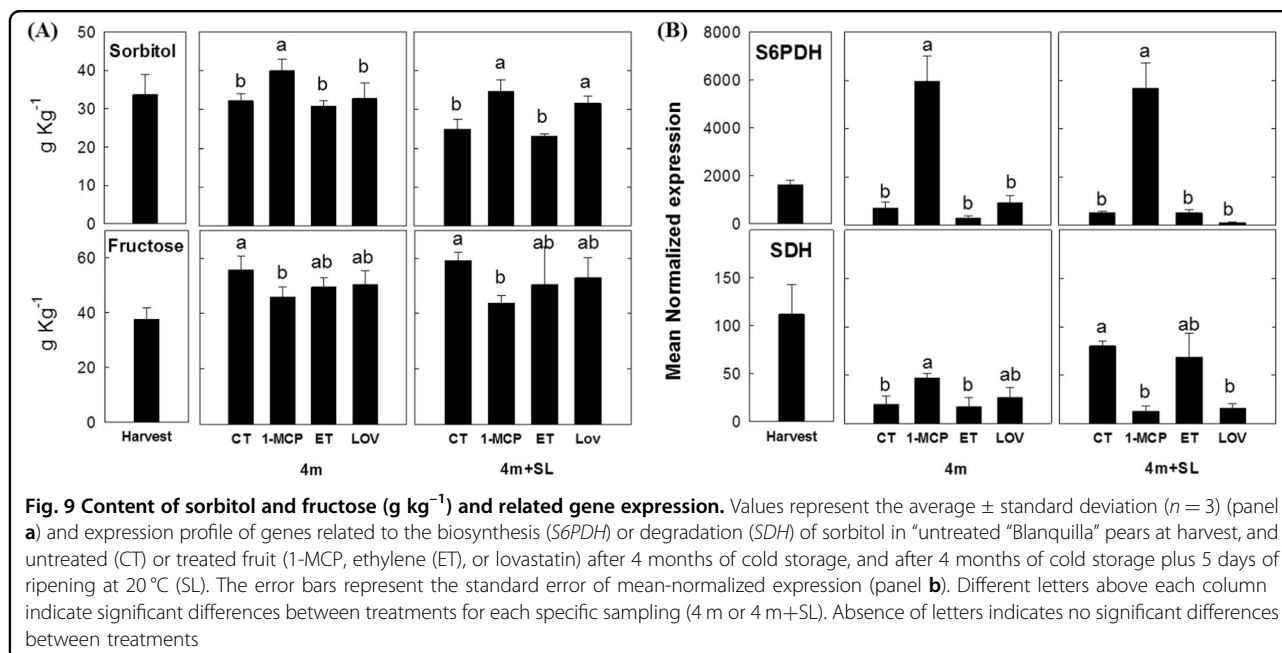 (A)
50
40
30
20
10
0
g Kg⁻¹
Sorbitol
b a b b
b a b a
60
40
20
0
g Kg⁻¹
Fructose
a b ab ab
a b ab ab
Harvest CT 1-MCP ET LOV CT 1-MCP ET Lov
4m 4m+SL
(B)
8000
6000
4000
2000
0
Mean Normalized expression
S6PDH
b a b b
b a b b
150
100
50
0
SDH
b a b ab
a b ab b
Harvest CT 1-MCP ET LOV CT 1-MCP ET LOV
4m 4m+SL
Fig. 9 Content of sorbitol and fructose (g kg⁻¹) and related gene expression. Values represent the average ± standard deviation (n = 3) (panel
a) and expression profile of genes related to the biosynthesis (S6PDH) or degradation (SDH) of sorbitol in "untreated "Blanquilla" pears at harvest, and
untreated (CT) or treated fruit (1-MCP, ethylene (ET), or lovastatin) after 4 months of cold storage, and after 4 months of cold storage plus 5 days of
ripening at 20 °C (SL). The error bars represent the standard error of mean-normalized expression (panel b). Different letters above each column
indicate significant differences between treatments for each specific sampling (4 m or 4 m+SL). Absence of letters indicates no significant differences
between treatments